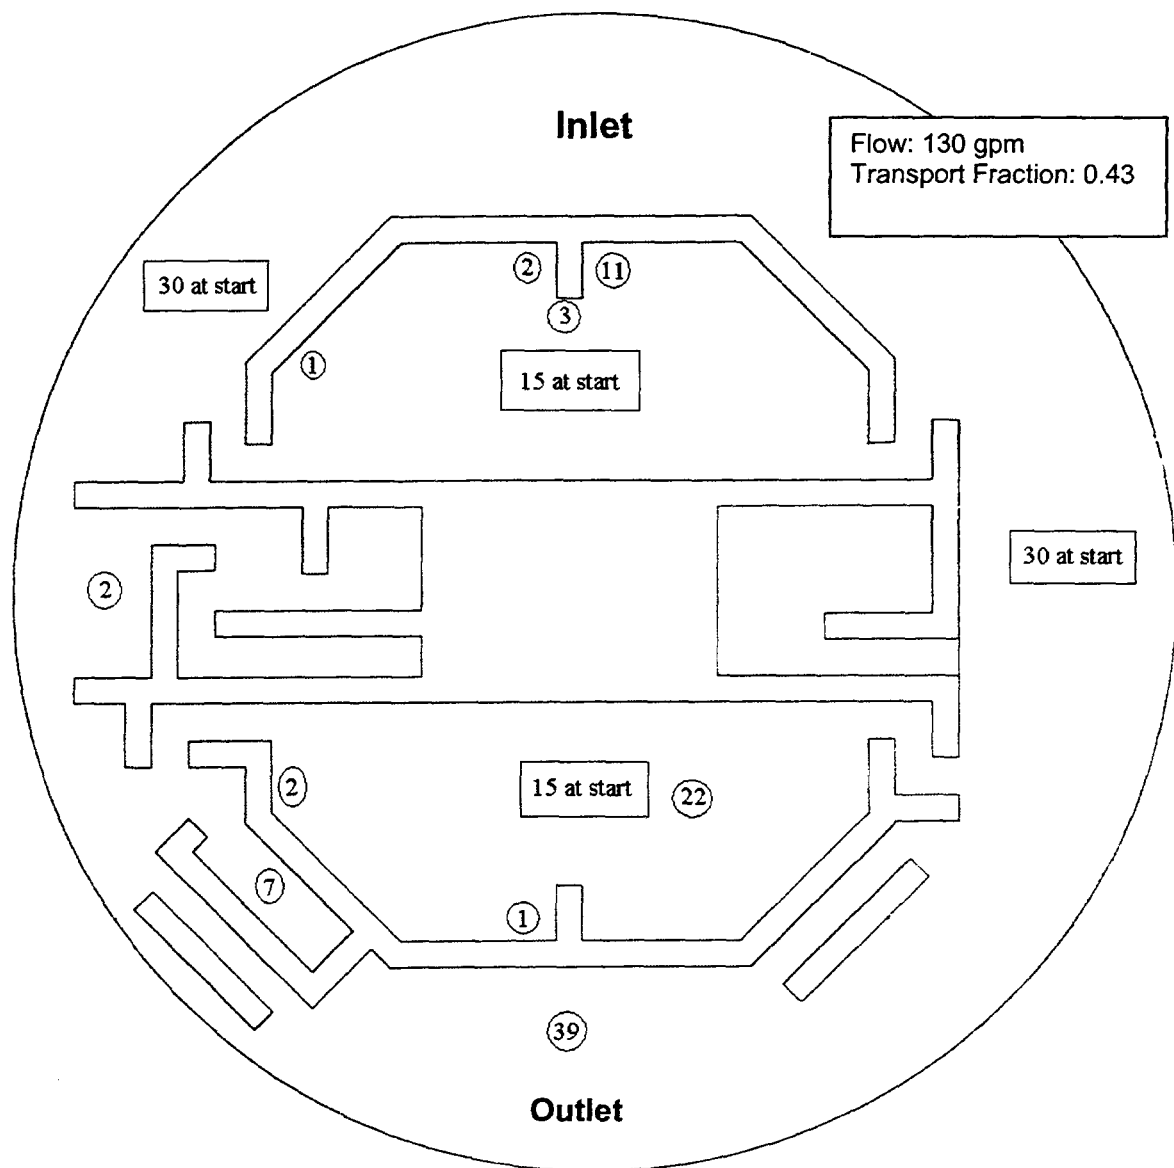 Inlet
Flow: 130 gpm
Transport Fraction: 0.43
2
11
30 at start
3
1
15 at start
30 at start
2
2
15 at start
22
7
1
39
Outlet